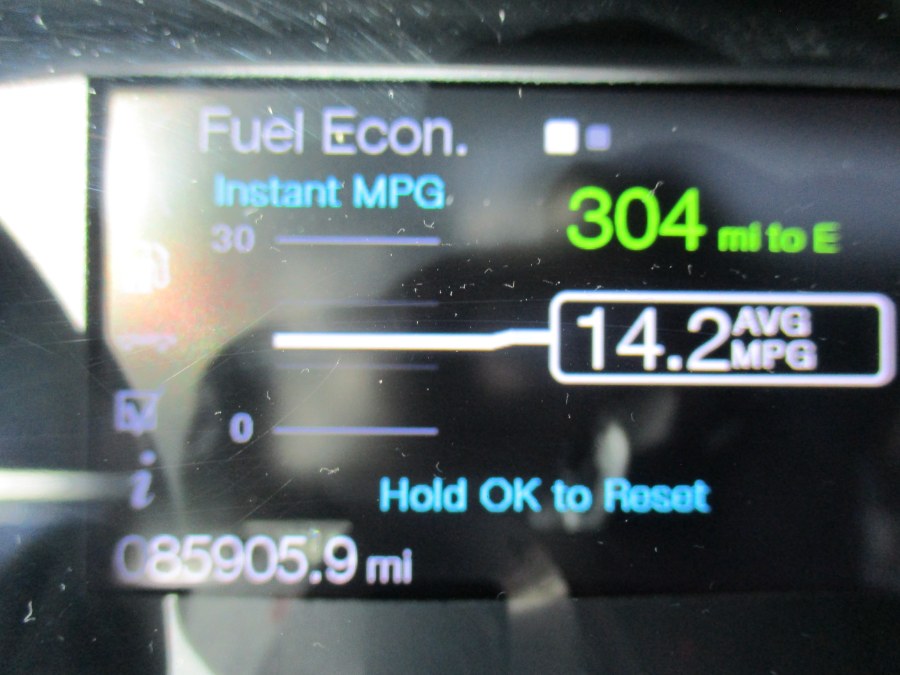 Fuel Econ.
Instant MPG
304 mi to E
30
14.2 AVG MPG
0
Hold OK to Reset
i
085905.9 mi